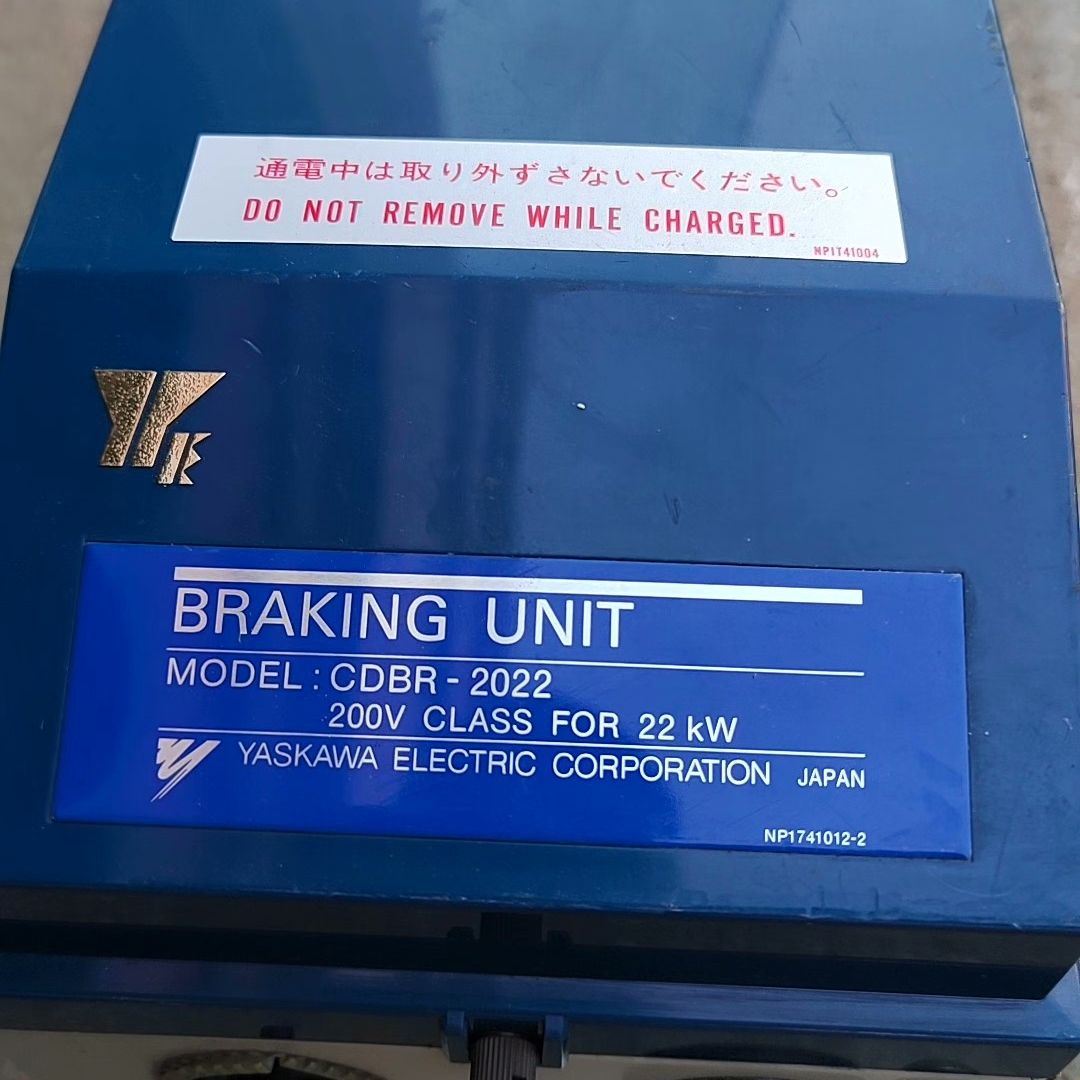 通電中は取り外ずさないでください。
DO NOT REMOVE WHILE CHARGED.
NP1T41004
YK
BRAKING UNIT
MODEL : CDBR - 2022
200V CLASS FOR 22 kW
YASKAWA ELECTRIC CORPORATION JAPAN
NP1741012-2